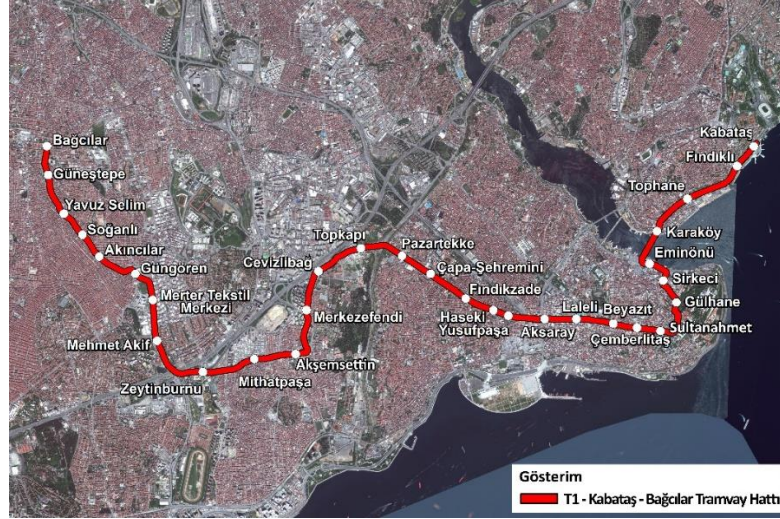 Kabataş
Fındıklı
Tophane
Karaköy
Eminönü
Sirkeci
Gülhane
Sultanahmet
Çemberlitaş
Beyazıt
Laleli
Aksaray
Yusufpaşa
Haseki
Fındıkzade
Çapa-Şehremini
Pazartekke
Topkapı
Cevizlibağ
Merkezefendi
Akşemsettin
Mithatpaşa
Zeytinburnu
Mehmet Akif
Merter Tekstil
Merkezi
Güngören
Akıncılar
Soğanlı
Yavuz Selim
Güneştepe
Bağcılar
Gösterim
T1 - Kabataş - Bağcılar Tramvay Hattı